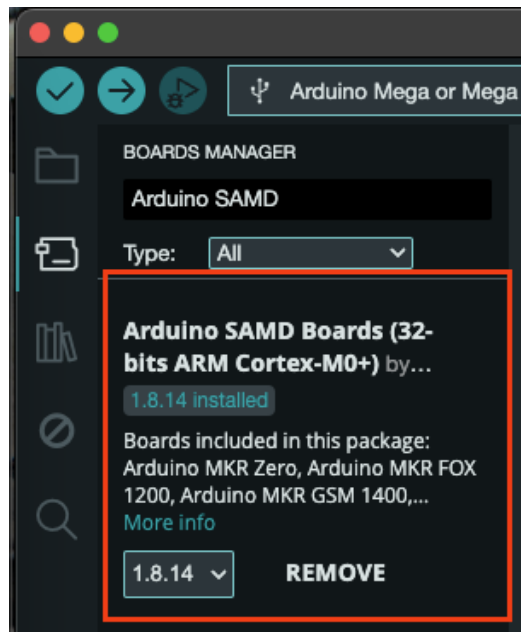 Arduino Mega or Mega
BOARDS MANAGER
Arduino SAMD
Type: All
Arduino SAMD Boards (32-
bits ARM Cortex-M0+) by...
1.8.14 installed
Boards included in this package:
Arduino MKR Zero, Arduino MKR FOX
1200, Arduino MKR GSM 1400,...
More info
1.8.14 REMOVE